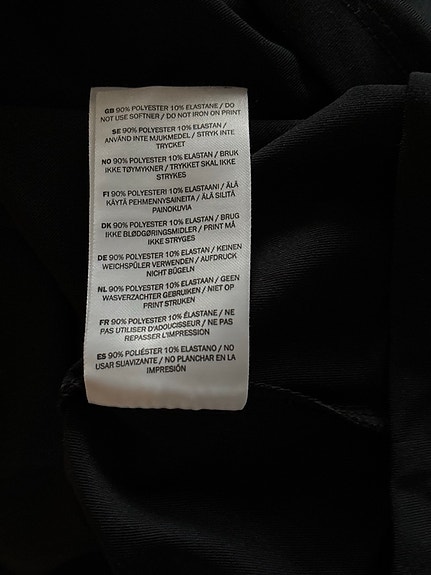 GB 90% POLYESTER 10% ELASTANE / DO
NOT USE SOFTNER / DO NOT IRON ON PRINT
SE 90% POLYESTER 10% ELASTAN /
ANVÄND INTE MJUKMEDEL / STRYK INTE
TRYCKET
NO 90% POLYESTER 10% ELASTAN / BRUK
IKKE TØYMYKNER / TRYKKET SKAL IKKE
STRYKES
FI 90% POLYESTERI 10% ELASTAANI / ÄLÄ
KÄYTÄ PEHMENNYSAINEITA / ÄLÄ SILITÄ
PAINOKUVIA
DK 90% POLYESTER 10% ELASTAN / BRUG
IKKE BLØDGØRINGSMIDLER / PRINT MÅ
IKKE STRYGES
DE 90% POLYESTER 10% ELASTAN / KEINEN
WEICHSPÜLER VERWENDEN / AUFDRUCK
NICHT BÜGELN
NL 90% POLYESTER 10% ELASTAAN / GEEN
WASVERZACHTER GEBRUIKEN / NIET OP
PRINT STRIJKEN
FR 90% POLYESTER 10% ÉLASTANE / NE
PAS UTILISER D'ADOUCISSEUR / NE PAS
REPASSER L'IMPRESSION
ES 90% POLIÉSTER 10% ELASTANO / NO
USAR SUAVIZANTE / NO PLANCHAR EN LA
IMPRESIÓN